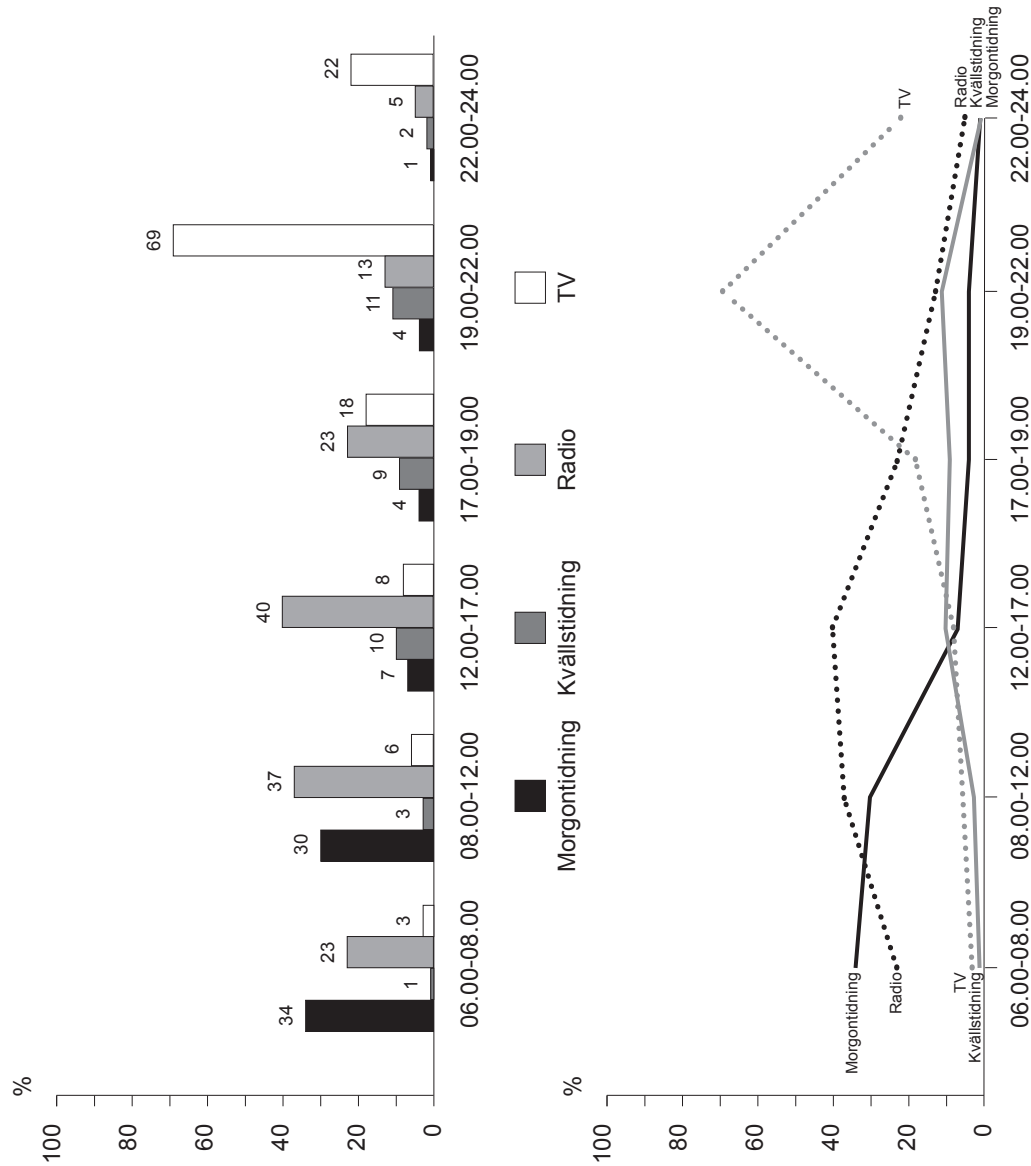 %
100
80
60
40
20
0
34 1 23 3
30 3 37 6
7 10 40 8
4 9 23 18
4 11 13 69
1 2 5 22
06.00-08.00 08.00-12.00 12.00-17.00 17.00-19.00 19.00-22.00 22.00-24.00
Morgontidning Kvällstidning Radio TV
%
100
80
60
40
20
0
Morgontidning
Radio
TV
Kvällstidning
TV
Radio
Kvällstidning
Morgontidning
06.00-08.00 08.00-12.00 12.00-17.00 17.00-19.00 19.00-22.00 22.00-24.00